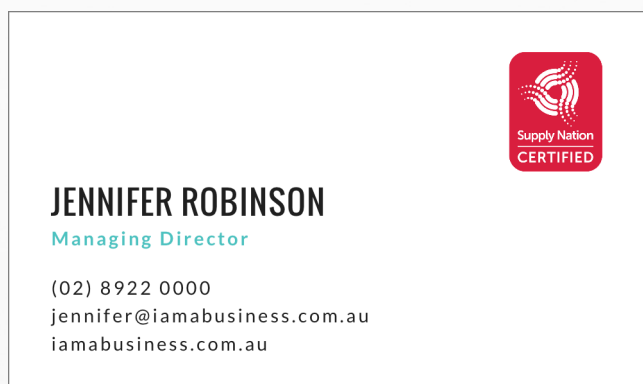 Supply Nation
CERTIFIED
JENNIFER ROBINSON
Managing Director
(02) 8922 0000
jennifer@iamabusiness.com.au
iamabusiness.com.au